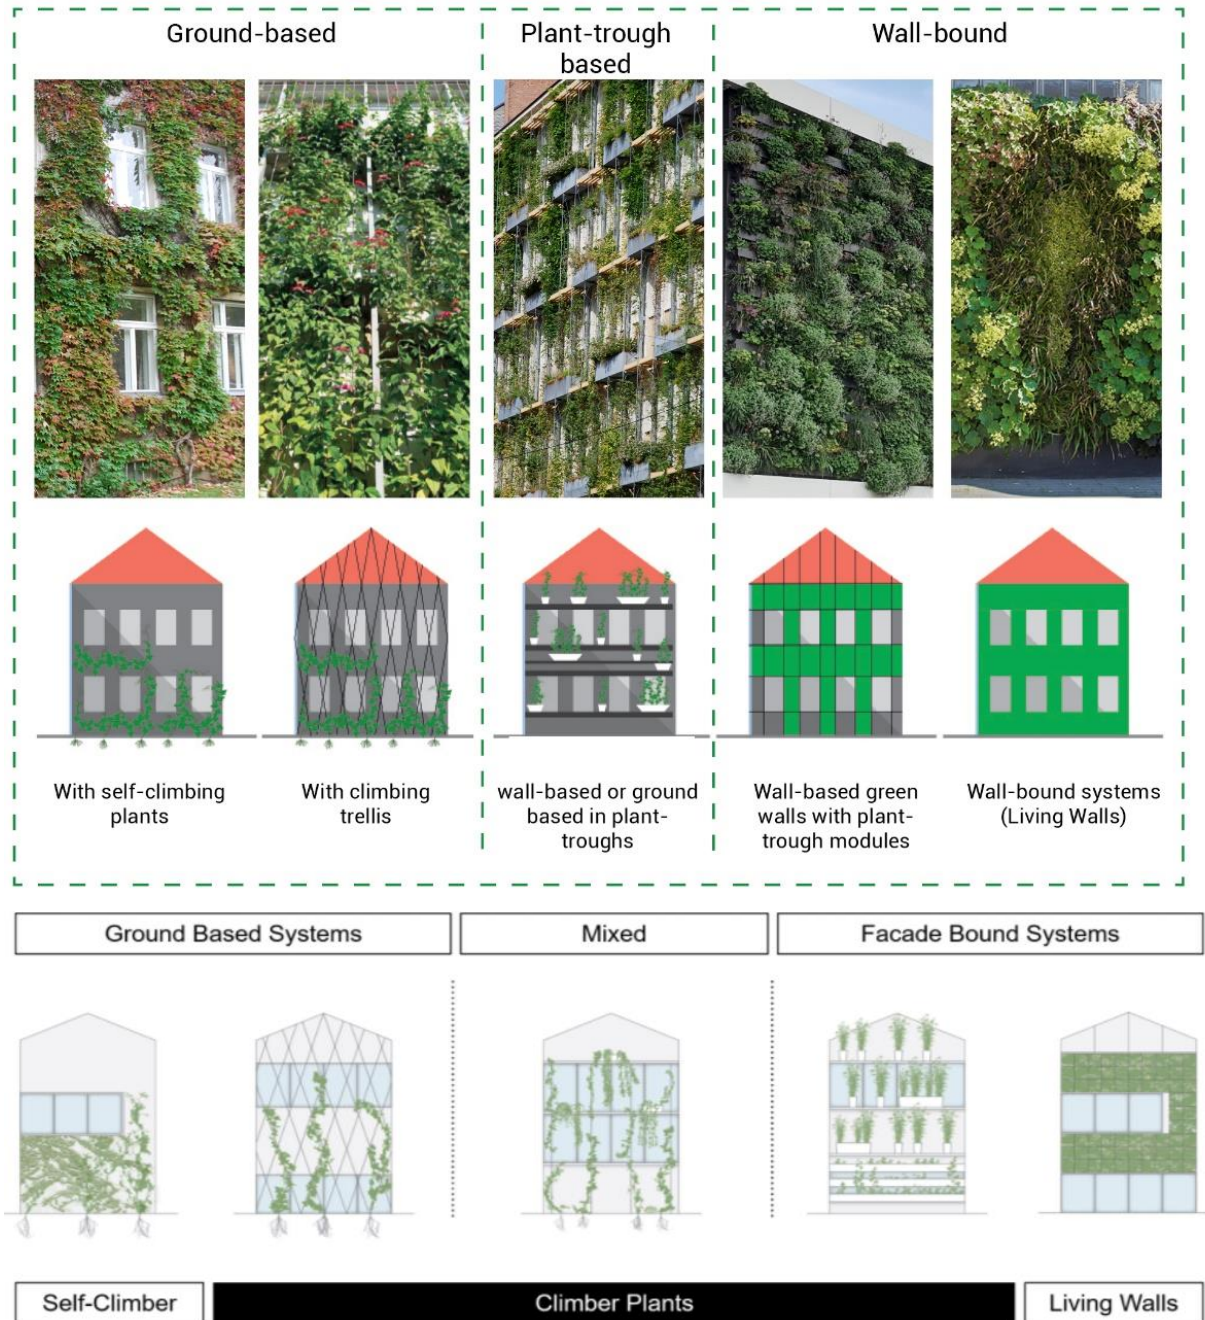 Ground-based
Plant-trough
based
Wall-bound
With self-climbing
plants
With climbing
trellis
wall-based or ground
based in plant-
troughs
Wall-based green
walls with plant-
trough modules
Wall-bound systems
(Living Walls)
Ground Based Systems
Mixed
Facade Bound Systems
Self-Climber
Climber Plants
Living Walls